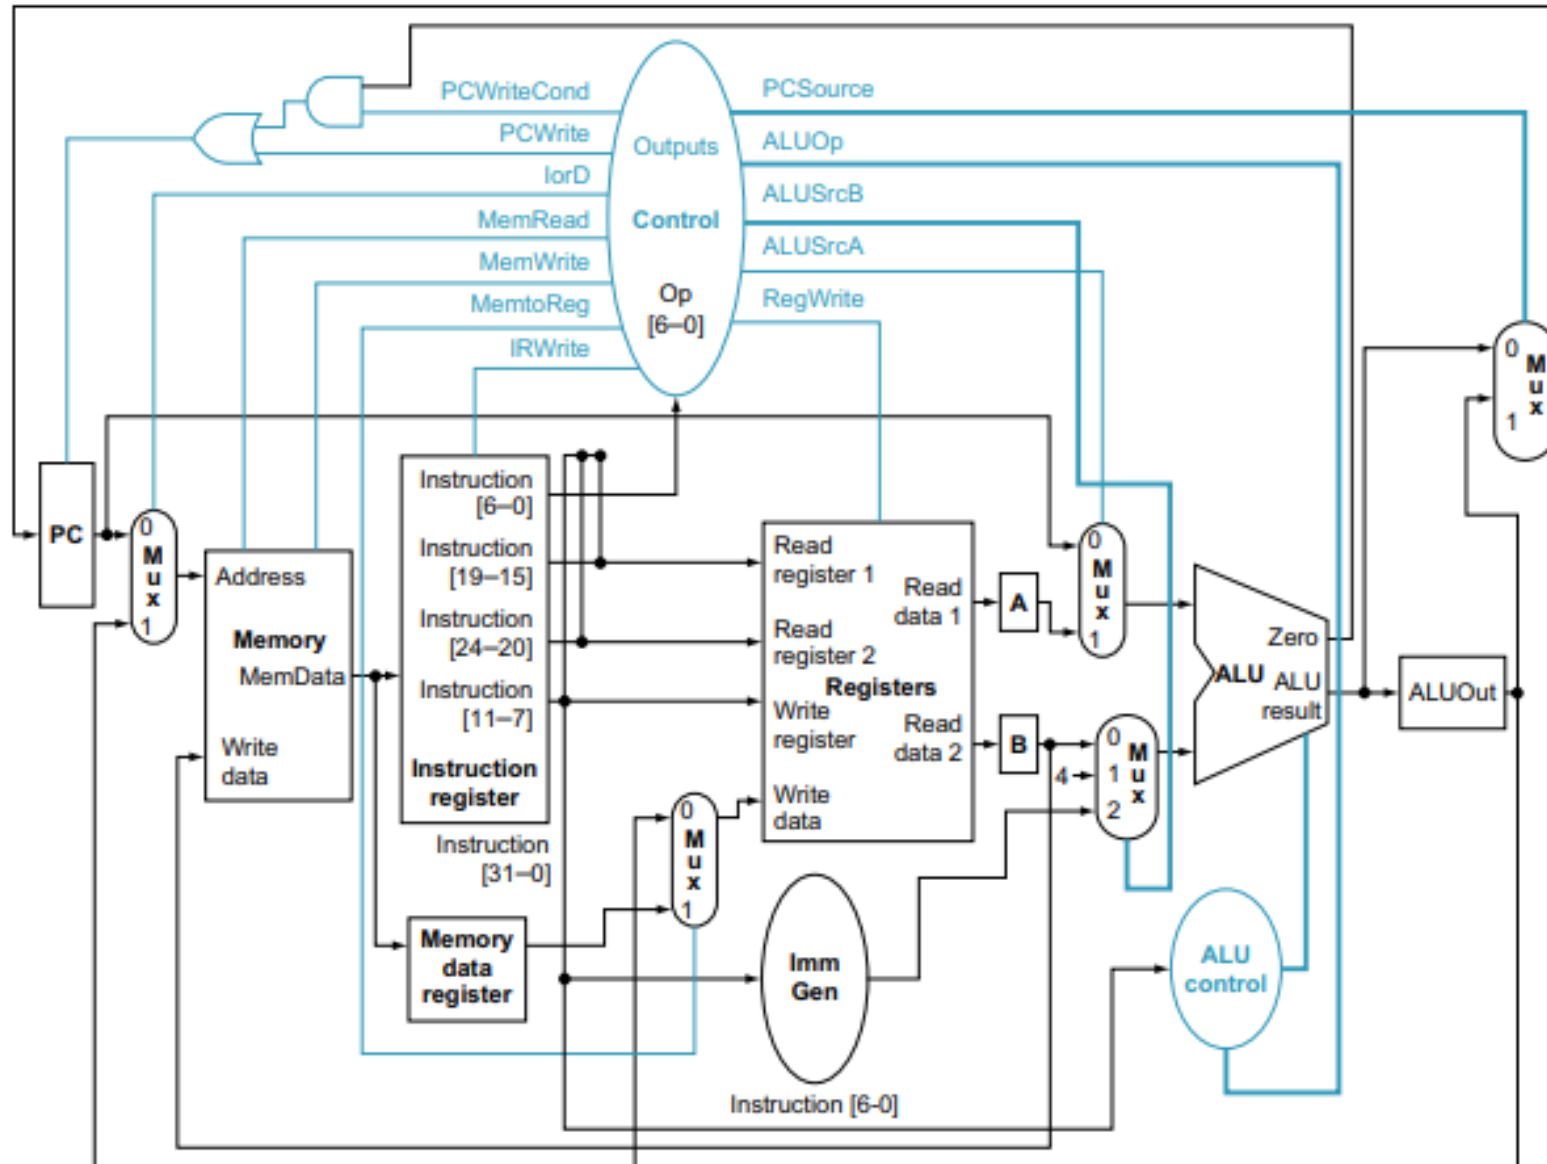 PCWriteCond
PCWrite
IorD
MemRead
MemWrite
MemtoReg
IRWrite
Outputs
Control
Op
[6–0]
PCSource
ALUOp
ALUSrcB
ALUSrcA
RegWrite
0
M
u
x
1
PC
0
M
u
x
1
Address
Memory
MemData
Write
data
Instruction
[6–0]
Instruction
[19–15]
Instruction
[24–20]
Instruction
[11–7]
Instruction
register
Instruction
[31–0]
Memory
data
register
0
M
u
x
1
Read
register 1
Read
register 2
Registers
Write
register
Write
data
Read
data 1
Read
data 2
A
B
0
M
u
x
1
4
0
1
2
M
u
x
Zero
ALU
ALU
result
ALUOut
Imm
Gen
ALU
control
Instruction [6-0]